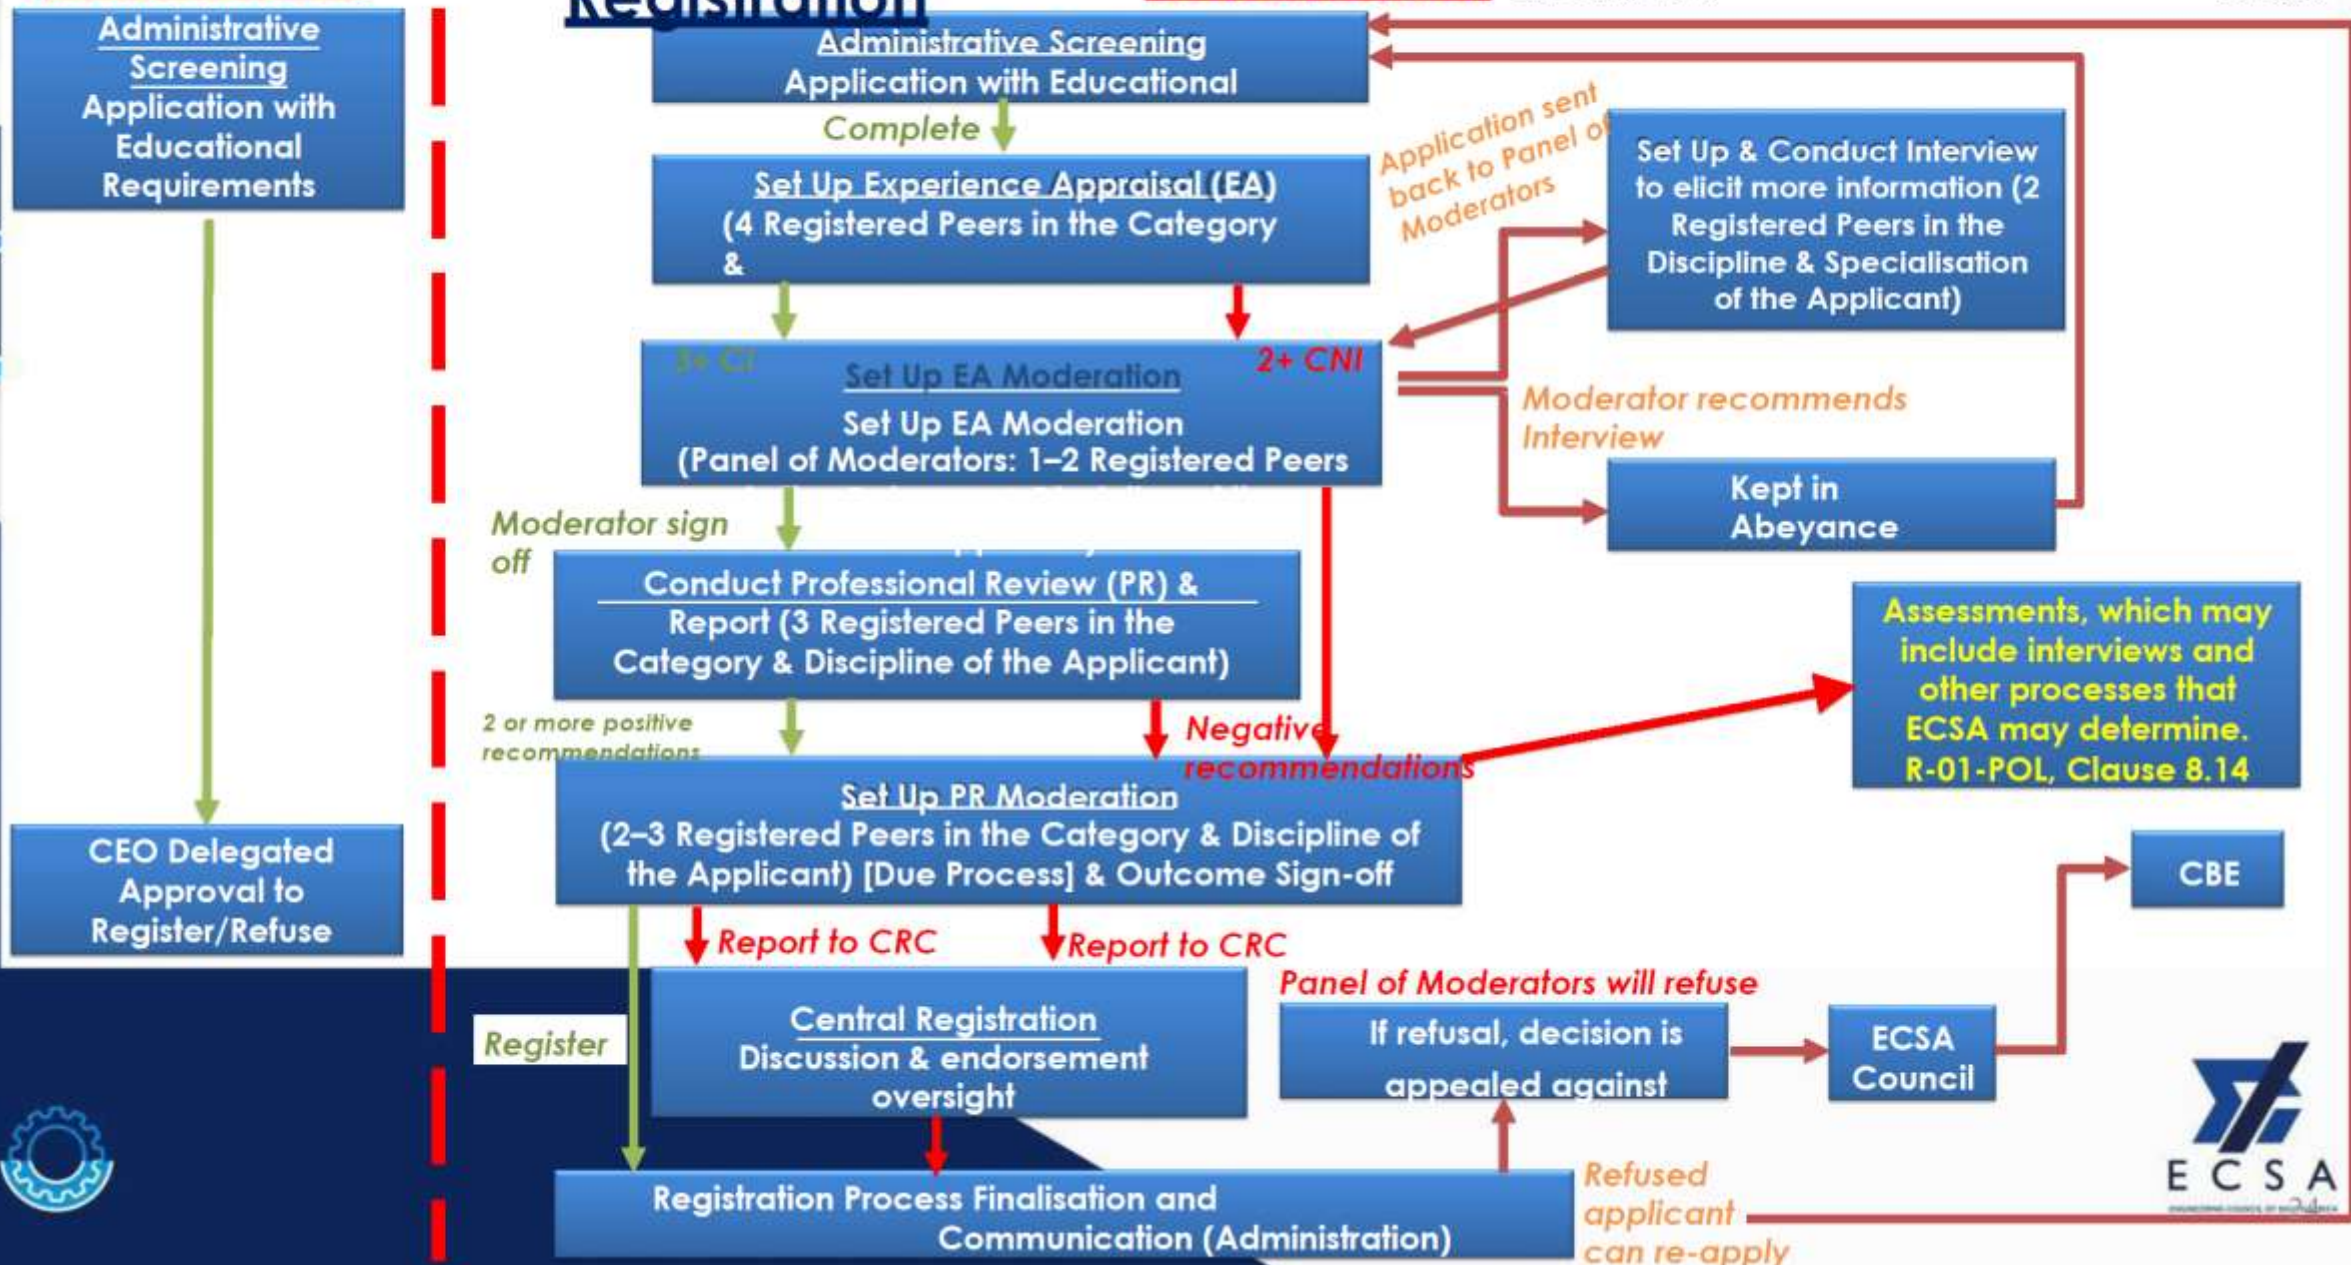 Registration
Administrative
Screening
Application with
Educational
Requirements
CEO Delegated
Approval to
Register/Refuse
Administrative Screening
Application with Educational
Complete
Set Up Experience Appraisal (EA)
(4 Registered Peers in the Category
&
Application sent
back to Panel of
Moderators
Set Up & Conduct Interview
to elicit more information (2
Registered Peers in the
Discipline & Specialisation
of the Applicant)
2+ CNI
Set Up EA Moderation
Set Up EA Moderation
(Panel of Moderators: 1–2 Registered Peers
Moderator recommends
Interview
Kept in
Abeyance
Moderator sign
off
Conduct Professional Review (PR) &
Report (3 Registered Peers in the
Category & Discipline of the Applicant)
2 or more positive
recommendations
Negative
recommendations
Assessments, which may
include interviews and
other processes that
ECSA may determine.
R-01-POL, Clause 8.14
Set Up PR Moderation
(2–3 Registered Peers in the Category & Discipline of
the Applicant) [Due Process] & Outcome Sign-off
CBE
Report to CRC
Report to CRC
Register
Central Registration
Discussion & endorsement
oversight
Panel of Moderators will refuse
If refusal, decision is
appealed against
ECSA
Council
Registration Process Finalisation and
Communication (Administration)
Refused
applicant
can re-apply
ECSA